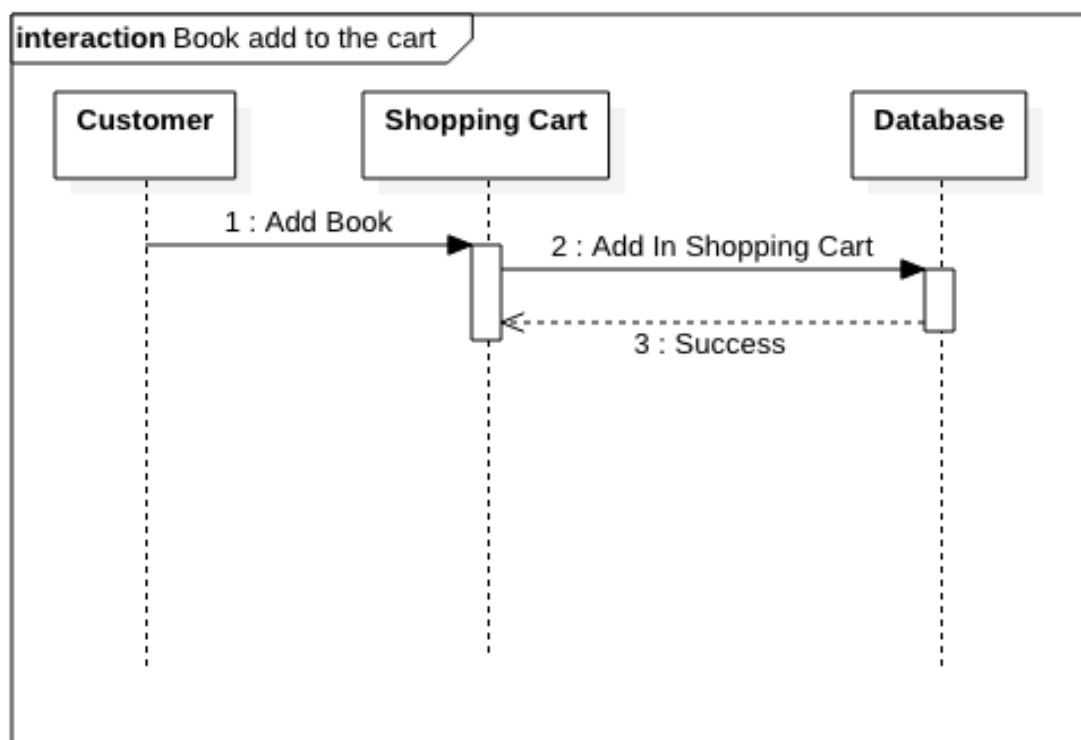 interaction Book add to the cart
Customer
Shopping Cart
Database
1 : Add Book
2 : Add In Shopping Cart
3 : Success